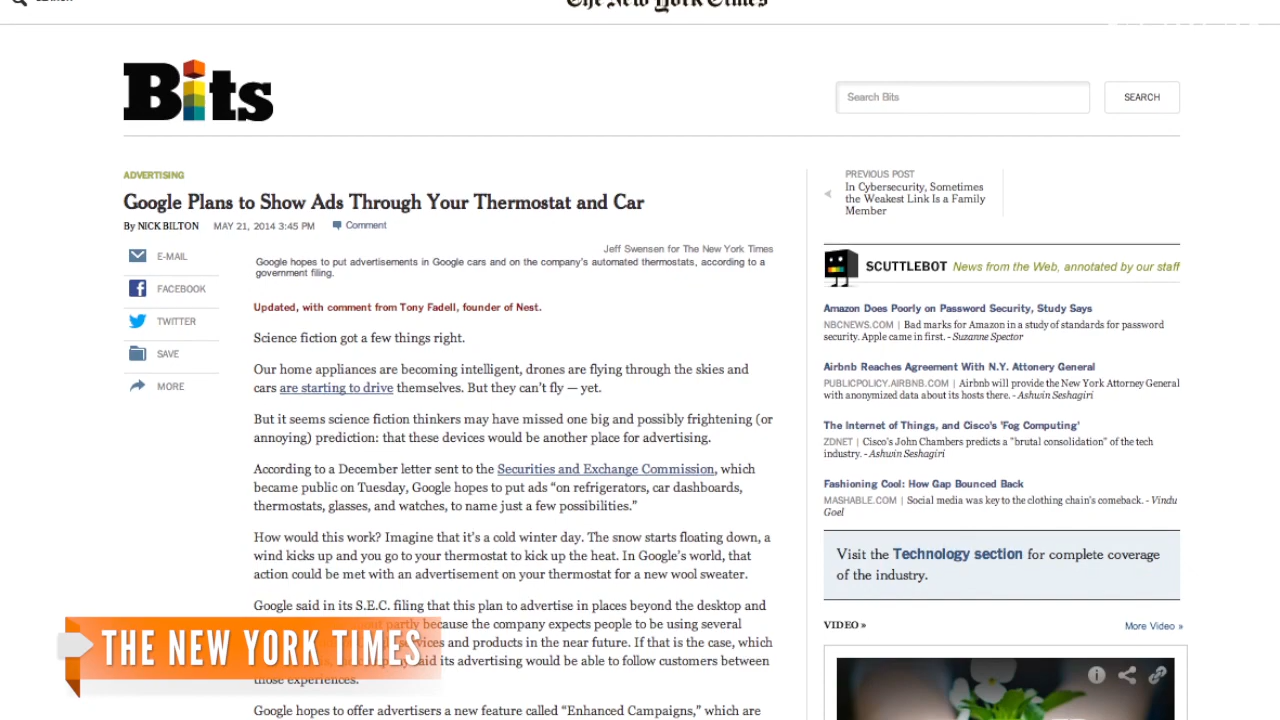 The New York Times
Bits
Search Bits
SEARCH
ADVERTISING
Google Plans to Show Ads Through Your Thermostat and Car
By NICK BILTON MAY 21, 2014 3:45 PM Comment
E-MAIL
FACEBOOK
TWITTER
SAVE
MORE
Jeff Swensen for The New York Times
Google hopes to put advertisements in Google cars and on the company's automated thermostats, according to a
government filing.
Updated, with comment from Tony Fadell, founder of Nest.
Science fiction got a few things right.
Our home appliances are becoming intelligent, drones are flying through the skies and
cars are starting to drive themselves. But they can't fly — yet.
But it seems science fiction thinkers may have missed one big and possibly frightening (or
annoying) prediction: that these devices would be another place for advertising.
According to a December letter sent to the Securities and Exchange Commission, which
became public on Tuesday, Google hopes to put ads “on refrigerators, car dashboards,
thermostats, glasses, and watches, to name just a few possibilities.”
How would this work? Imagine that it's a cold winter day. The snow starts floating down, a
wind kicks up and you go to your thermostat to kick up the heat. In Google's world, that
action could be met with an advertisement on your thermostat for a new wool sweater.
Google said in its S.E.C. filing that this plan to advertise in places beyond the desktop and
partly because the company expects people to be using several
services and products in the near future. If that is the case, which
said its advertising would be able to follow customers between
those experiences.
Google hopes to offer advertisers a new feature called “Enhanced Campaigns,” which are
PREVIOUS POST
In Cybersecurity, Sometimes
the Weakest Link Is a Family
Member
SCUTTLEBOT News from the Web, annotated by our staff
Amazon Does Poorly on Password Security, Study Says
NBCNEWS.COM | Bad marks for Amazon in a study of standards for password
security. Apple came in first. - Suzanne Spector
Airbnb Reaches Agreement With N.Y. Attonery General
PUBLICPOLICY.AIRBNB.COM | Airbnb will provide the New York Attorney General
with anonymized data about its hosts there. - Ashwin Seshagiri
The Internet of Things, and Cisco's 'Fog Computing'
ZDNET | Cisco's John Chambers predicts a "brutal consolidation" of the tech
industry. - Ashwin Seshagiri
Fashioning Cool: How Gap Bounced Back
MASHABLE.COM | Social media was key to the clothing chain's comeback. - Vindu
Goel
Visit the Technology section for complete coverage
of the industry.
VIDEO »
More Video »
THE NEW YORK TIMES